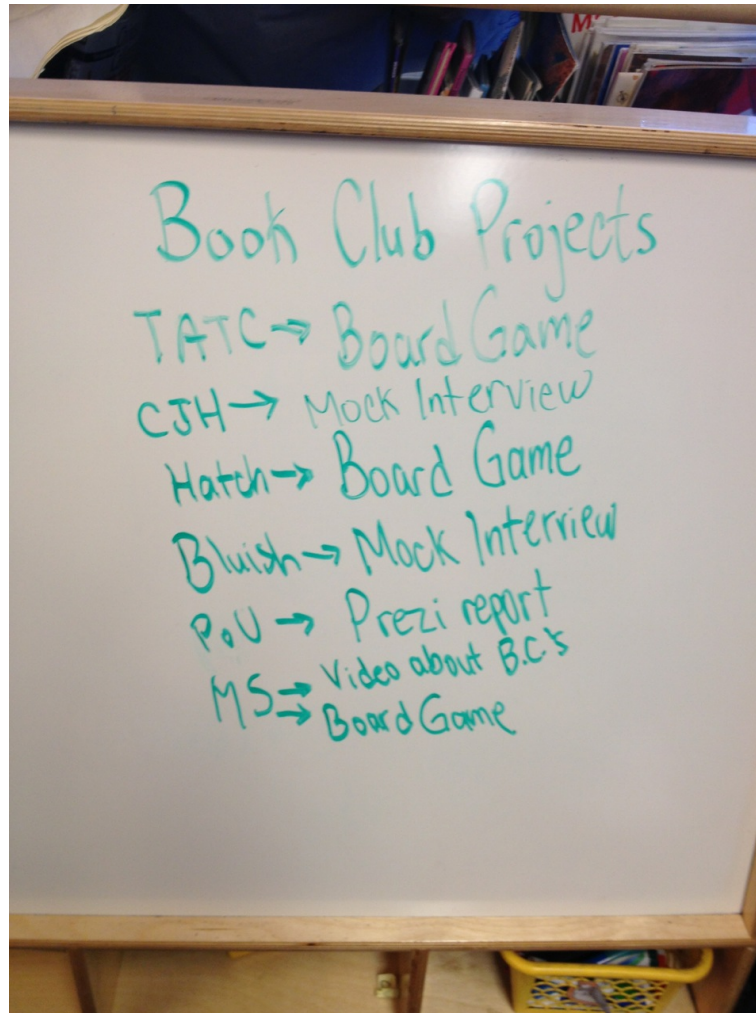 Book Club Projects
TATC → Board Game
CJH → Mock Interview
Hatch → Board Game
Bluish → Mock Interview
PoU → Prezi report
MS → Video about B.C.'s
→ Board Game